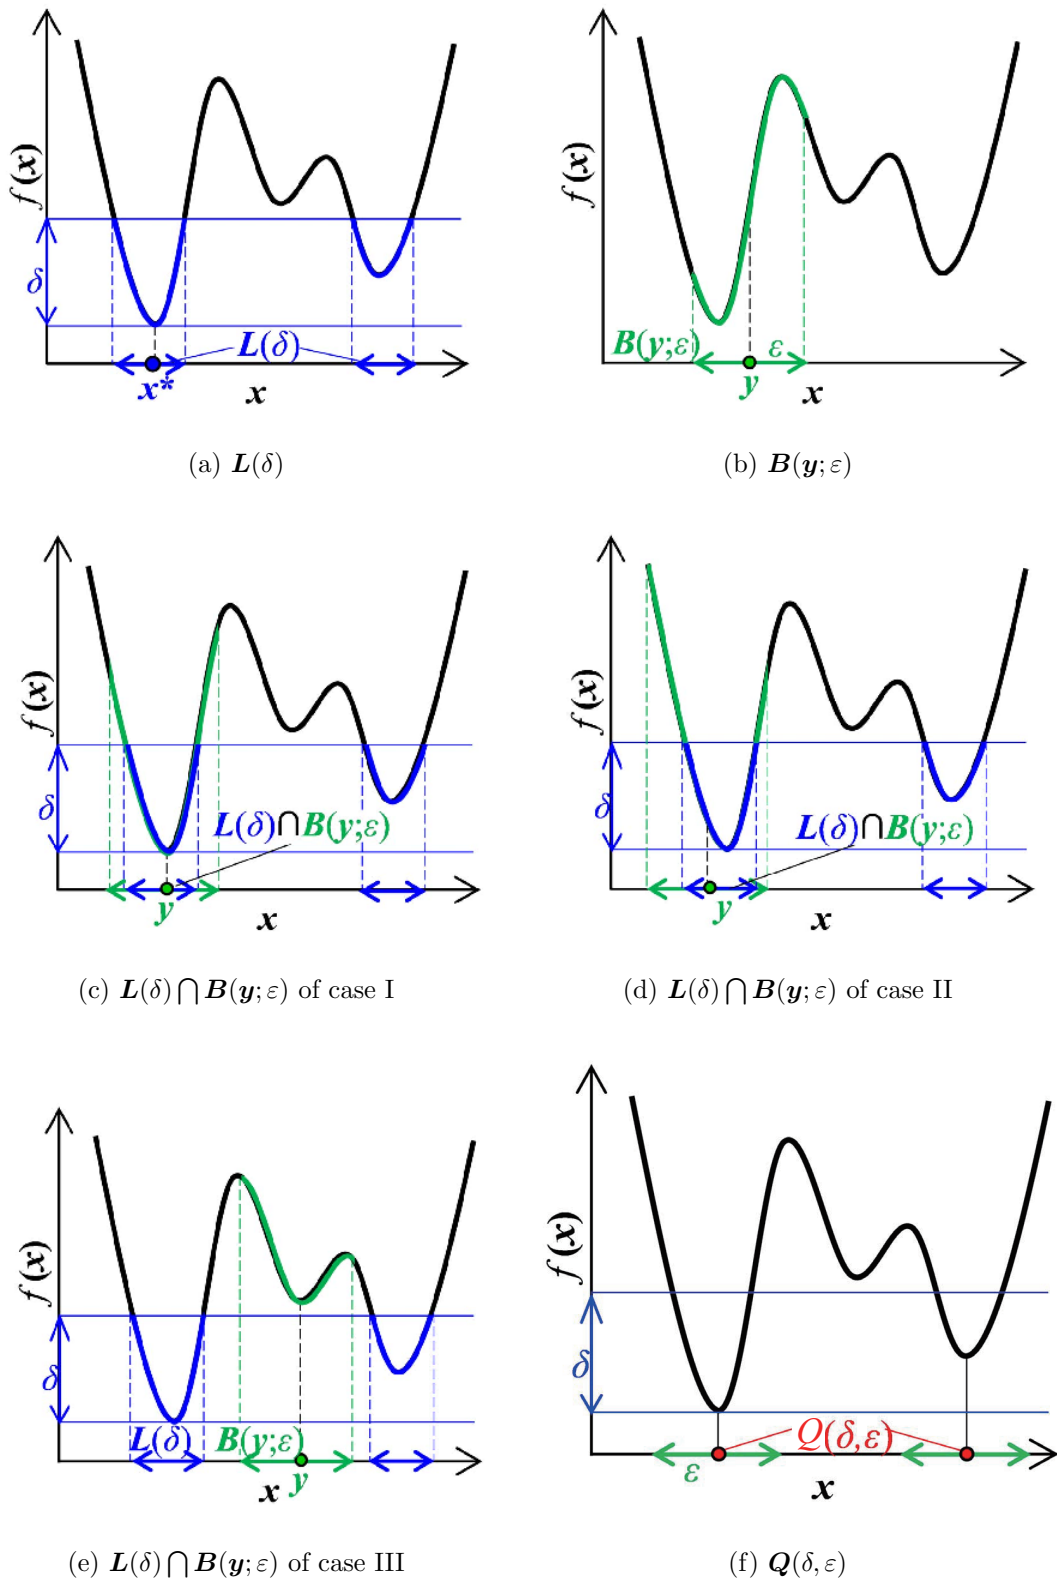 f(x)
δ
L(δ)
x*
x
(a) L(δ)
f(x)
B(y;ε)
ε
y
x
(b) B(y; ε)
f(x)
δ
L(δ)⋂B(y;ε)
y
x
(c) L(δ) ⋂ B(y; ε) of case I
f(x)
δ
L(δ)⋂B(y;ε)
y
x
(d) L(δ) ⋂ B(y; ε) of case II
f(x)
δ
L(δ)
B(y;ε)
x
y
(e) L(δ) ⋂ B(y; ε) of case III
f(x)
δ
Q(δ,ε)
ε
x
(f) Q(δ, ε)